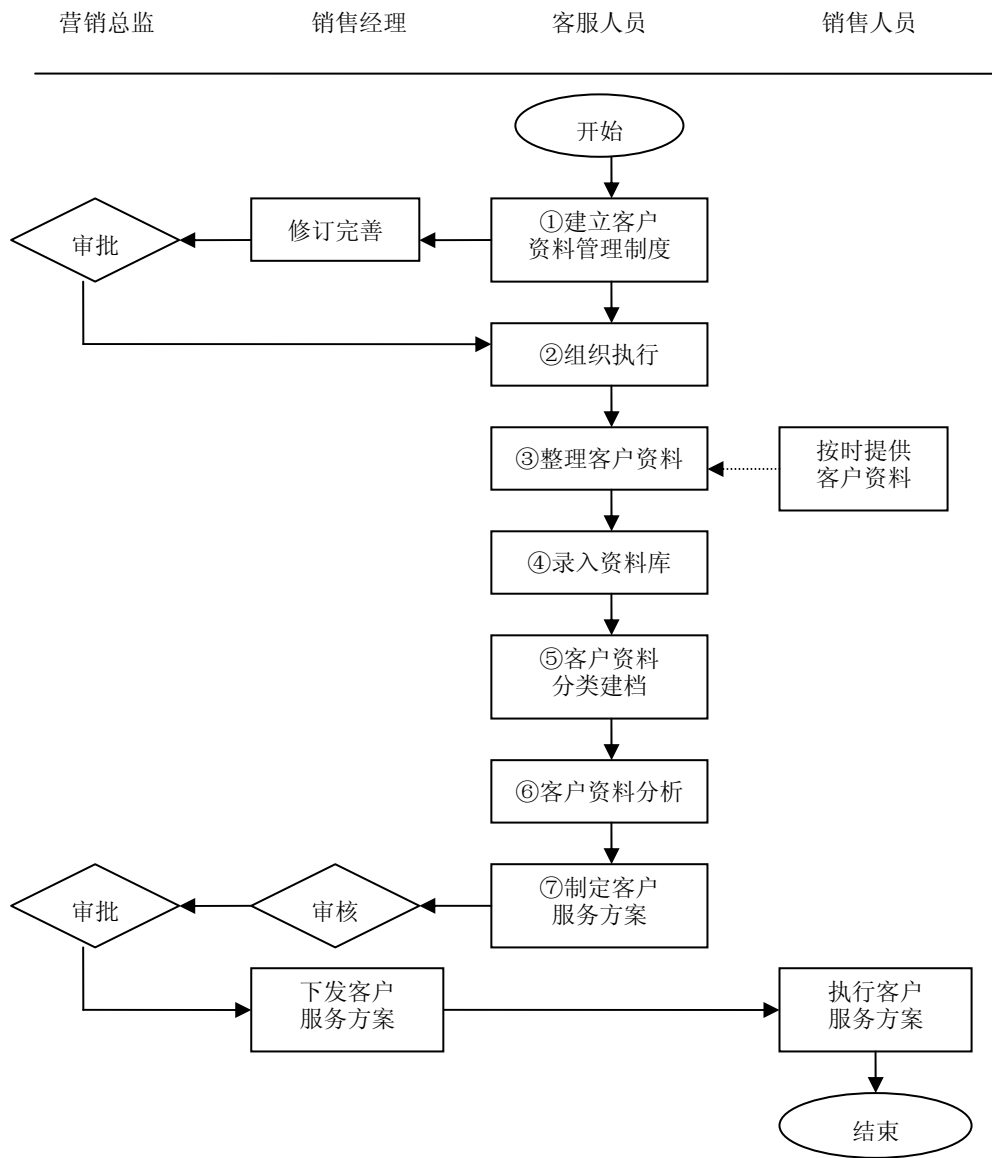 营销总监 销售经理 客服人员 销售人员
开始
①建立客户
资料管理制度
修订完善
审批
②组织执行
③整理客户资料
按时提供
客户资料
④录入资料库
⑤客户资料
分类建档
⑥客户资料分析
⑦制定客户
服务方案
审核
审批
下发客户
服务方案
执行客户
服务方案
结束